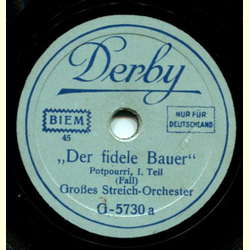 Derby
BIEM
45
NUR FÜR
DEUTSCHLAND
„Der fidele Bauer“
Potpourri, I. Teil
(Fall)
Großes Streich-Orchester
G-5730 a